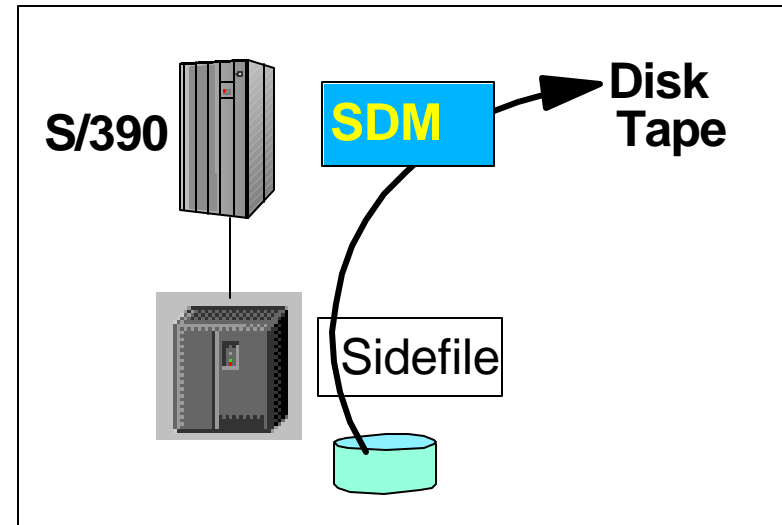 S/390
SDM
Disk
Tape
Sidefile